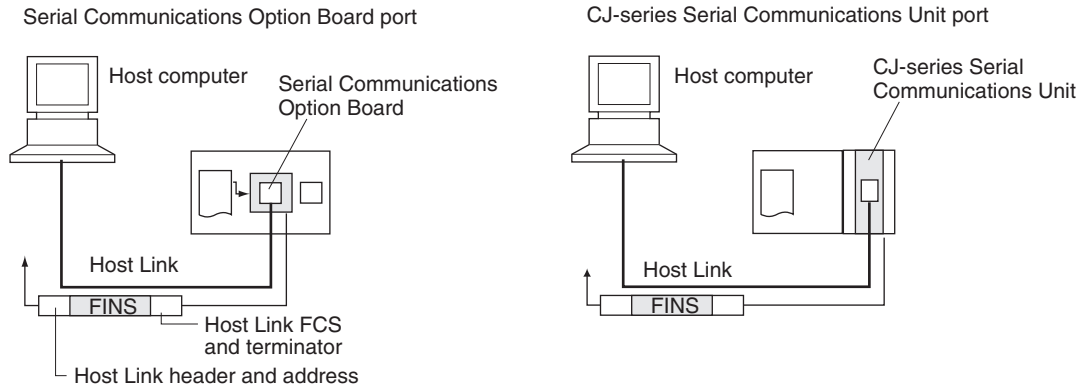 Serial Communications Option Board port
Host computer
Serial Communications
Option Board
Host Link
FINS
Host Link FCS
and terminator
Host Link header and address
CJ-series Serial Communications Unit port
Host computer
CJ-series Serial
Communications Unit
Host Link
FINS